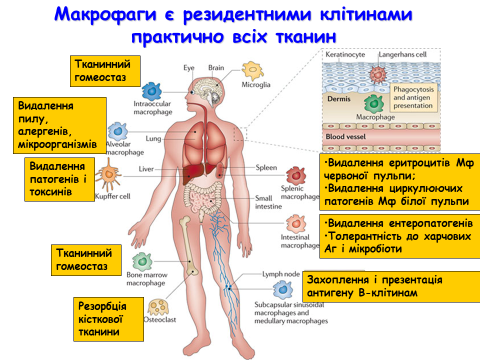 Макрофаги є резидентними клітинами
практично всіх тканин
Тканинний
гомеостаз
Eye
Brain
Microglia
Intraocular
macrophage
Keratinocyte
Langerhans cell
Phagocytosis
and antigen
presentation
Dermis
Macrophage
Blood vessel
Видалення
пилу,
алергенів,
мікроорганізмів
Alveolar
macrophage
Lung
Видалення
патогенів і
токсинів
Liver
Kupffer cell
Spleen
Splenic
macrophage
•Видалення еритроцитів Мф
червоної пульпи;
•Видалення циркулюючих
патогенів Мф білої пульпи
Small
intestine
Intestinal
macrophage
•Видалення ентеропатогенів
•Толерантність до харчових
Аг і мікробіоти
Тканинний
гомеостаз
Bone marrow
macrophage
Lymph node
Захоплення і презентація
антигену В-клітинам
Subcapsular sinusoidal
macrophages and
medullary macrophages
Резорбція
кісткової
тканини
Osteoclast